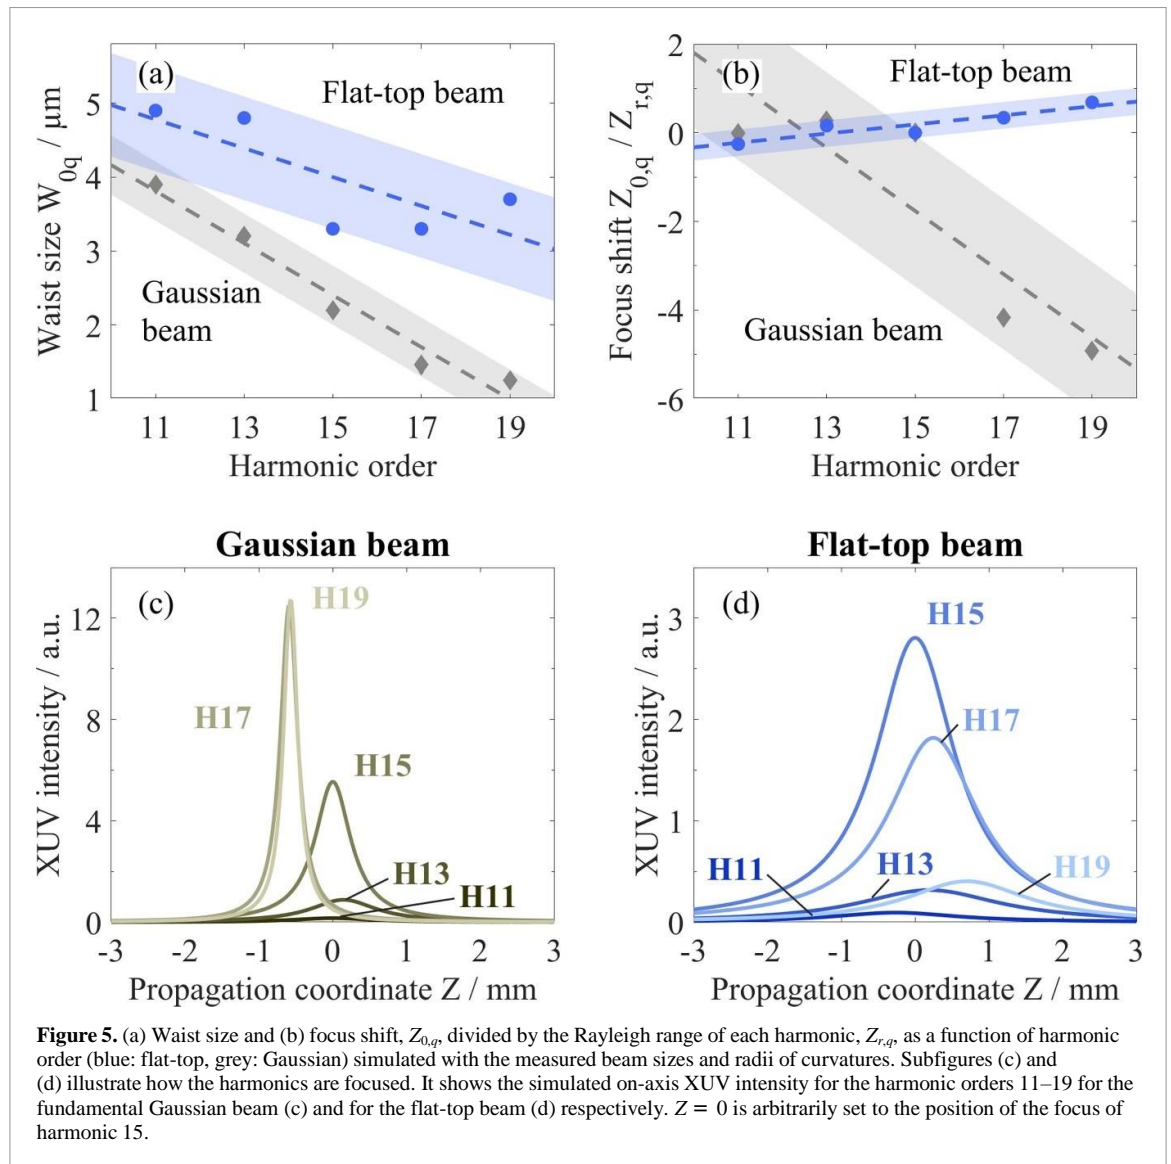 (a)
Flat-top beam
Gaussian
beam
Waist size W0q / μm
5
4
3
2
1
11 13 15 17 19
Harmonic order
(b)
Flat-top beam
Gaussian beam
Focus shift Z0,q / Zr,q
2
0
-2
-4
-6
11 13 15 17 19
Harmonic order
Gaussian beam
(c)
H19
H17
H15
H13
H11
XUV intensity / a.u.
12
8
4
0
-3 -2 -1 0 1 2 3
Propagation coordinate Z / mm
Flat-top beam
(d)
H15
H17
H13
H11
H19
XUV intensity / a.u.
3
2
1
0
-3 -2 -1 0 1 2 3
Propagation coordinate Z / mm
Figure 5. (a) Waist size and (b) focus shift, Z0,q, divided by the Rayleigh range of each harmonic, Zr,q, as a function of harmonic
order (blue: flat-top, grey: Gaussian) simulated with the measured beam sizes and radii of curvatures. Subfigures (c) and
(d) illustrate how the harmonics are focused. It shows the simulated on-axis XUV intensity for the harmonic orders 11–19 for the
fundamental Gaussian beam (c) and for the flat-top beam (d) respectively. Z = 0 is arbitrarily set to the position of the focus of
harmonic 15.